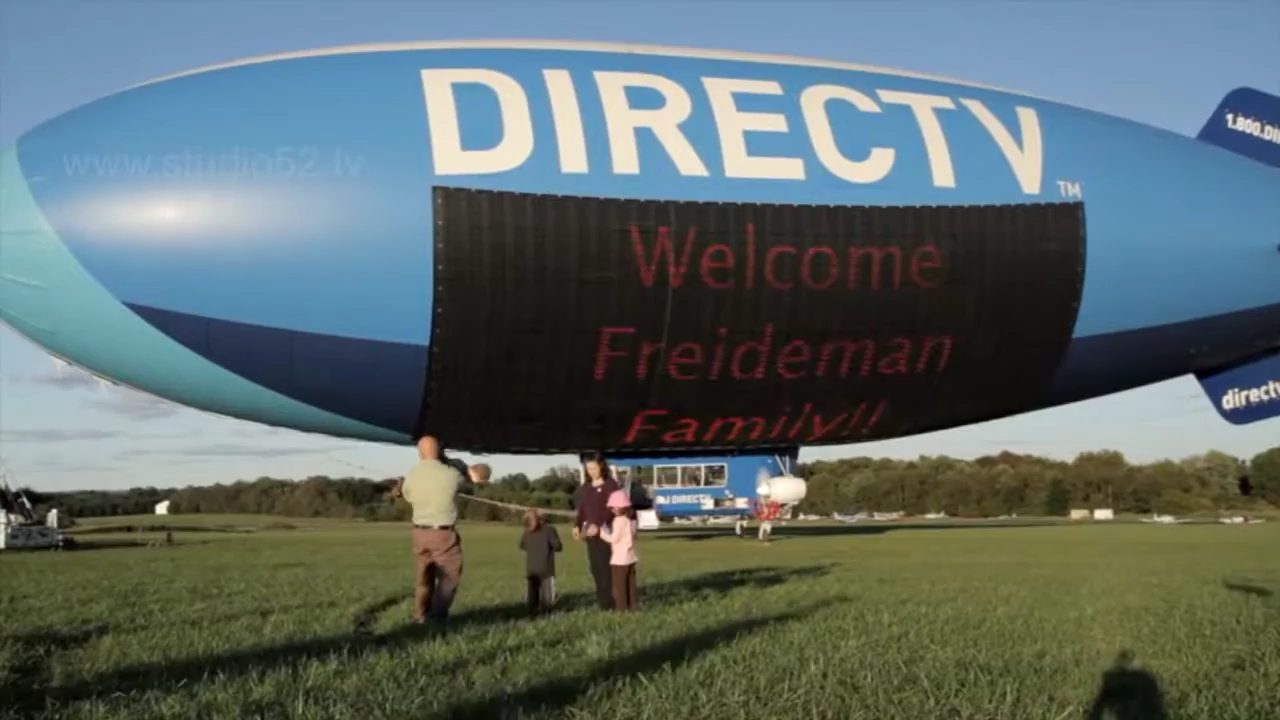 DIRECTV
TM
1.800.DI
www.studio52.tv
Welcome
Freideman
Family!!
directv
DIRECTV